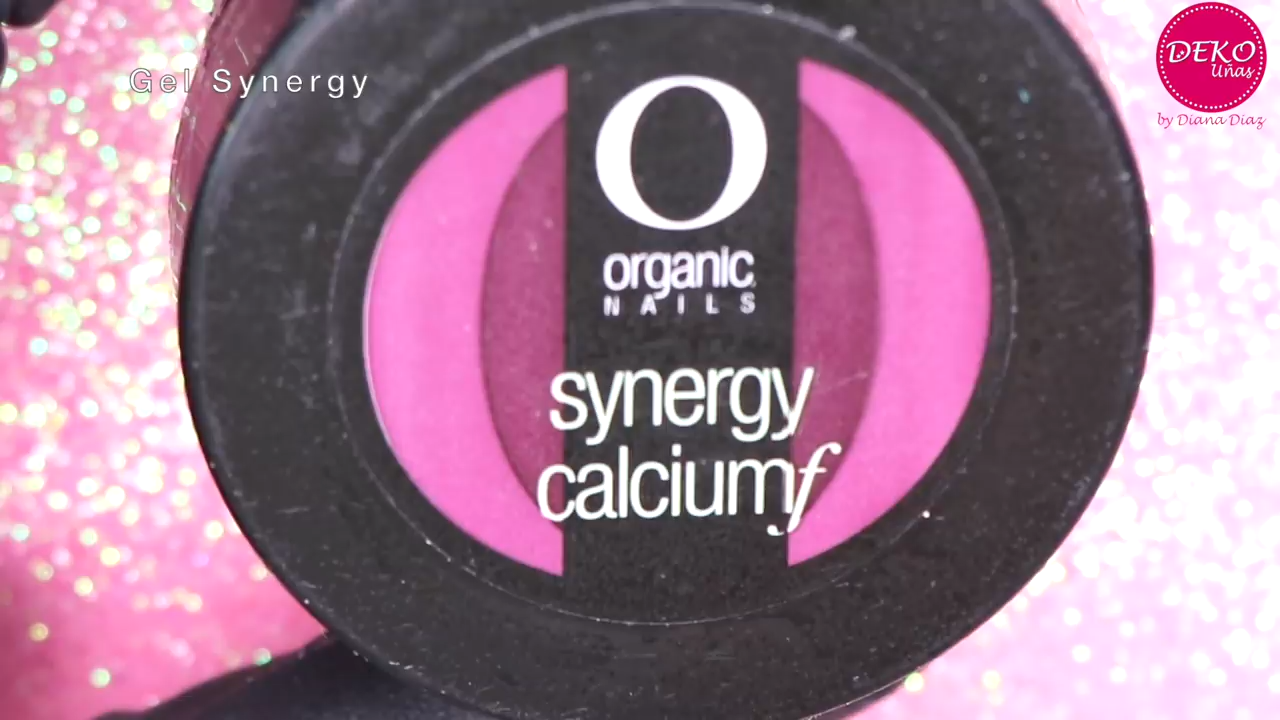 Gel Synergy
DEKO
Uñas
by Diana Diaz
O
organic
NAILS
synergy
calciumf